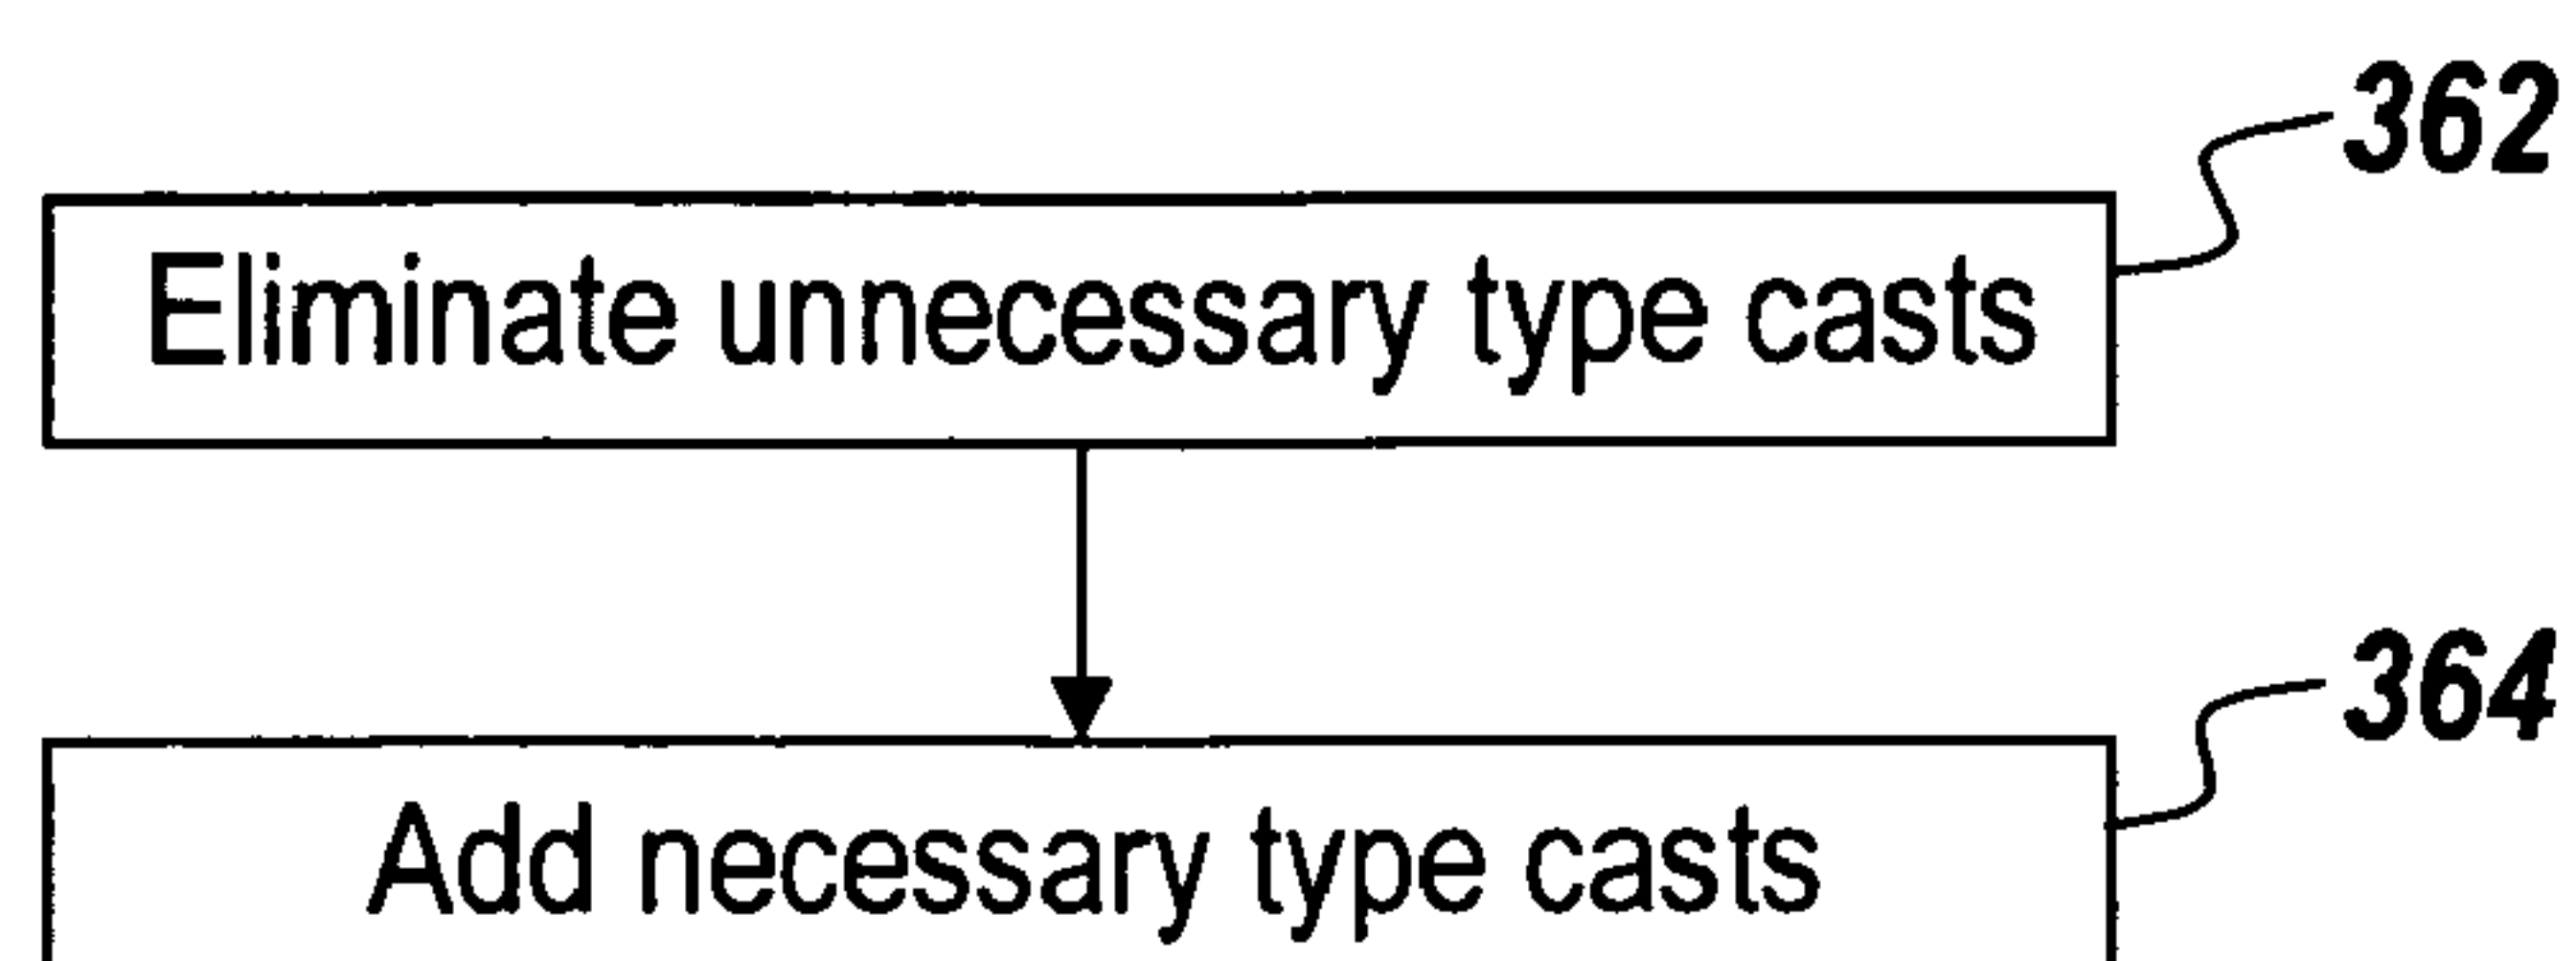 362
Eliminate unnecessary type casts
364
Add necessary type casts